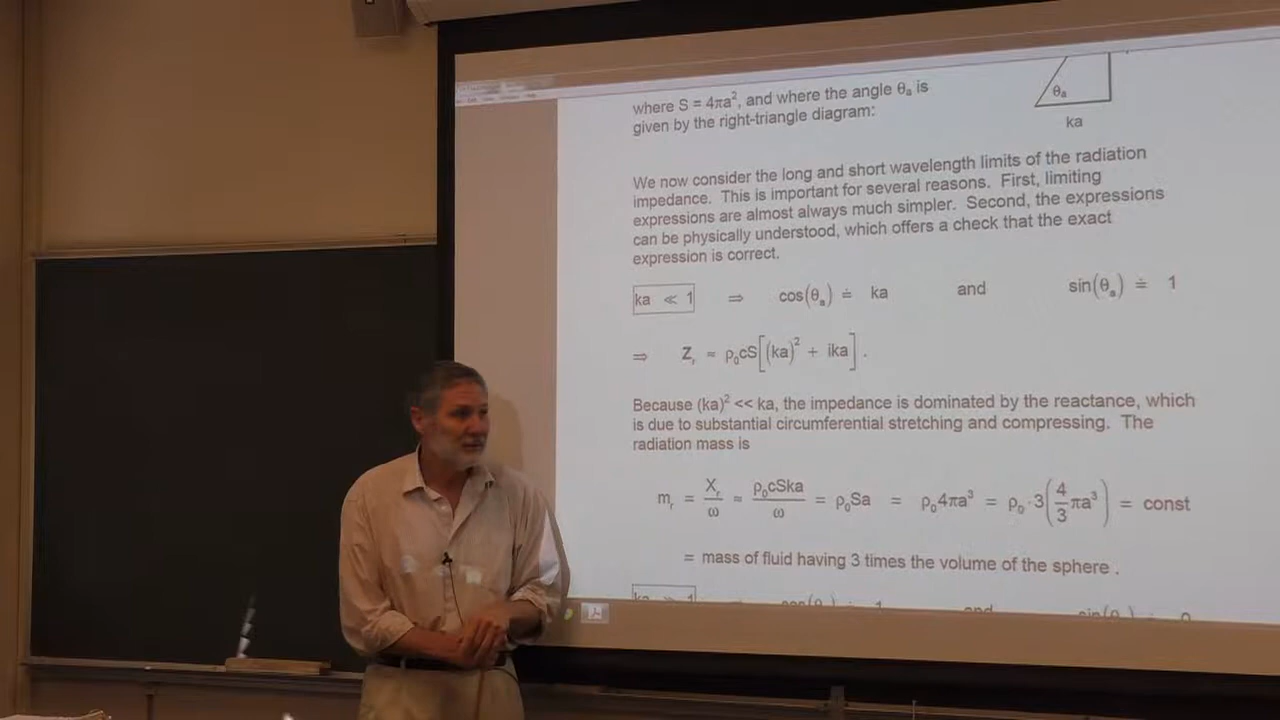 where S = 4πa², and where the angle θₐ is
given by the right-triangle diagram:
θₐ
ka
We now consider the long and short wavelength limits of the radiation
impedance. This is important for several reasons. First, limiting
expressions are almost always much simpler. Second, the expressions
can be physically understood, which offers a check that the exact
expression is correct.
ka ≪ 1 ⇒ cos(θₐ) ≐ ka and sin(θₐ) ≐ 1
⇒ Zᵣ ≈ ρ₀cS[(ka)² + ika] .
Because (ka)² << ka, the impedance is dominated by the reactance, which
is due to substantial circumferential stretching and compressing. The
radiation mass is
mᵣ = Xᵣ/ω ≈ ρ₀cSka/ω = ρ₀Sa = ρ₀4πa³ = ρ₀·3(4/3 πa³) = const
= mass of fluid having 3 times the volume of the sphere .
and